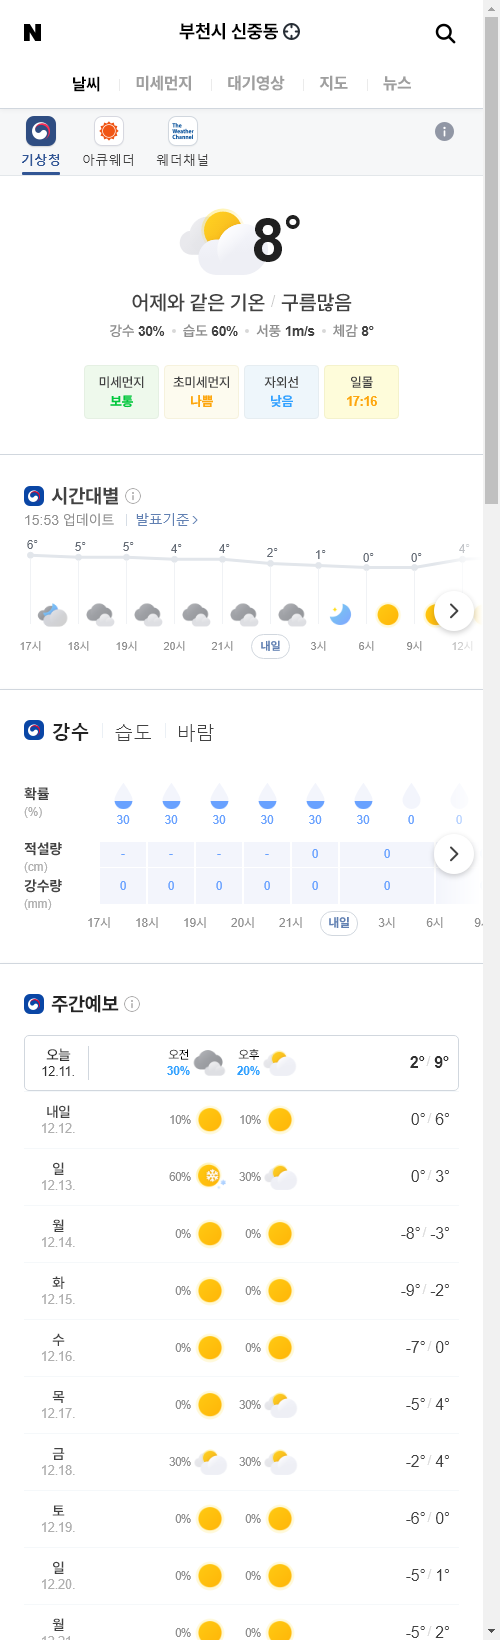 N
부천시 신중동
날씨 미세먼지 대기영상 지도 뉴스
The Weather Channel
기상청 아큐웨더 웨더채널
8°
어제와 같은 기온 / 구름많음
강수 30% 습도 60% 서풍 1m/s 체감 8°
미세먼지 초미세먼지 자외선 일몰
보통 나쁨 낮음 17:16
시간대별
15:53 업데이트 발표기준
6° 5° 5° 4° 4° 2° 1° 0° 0° 4°
17시 18시 19시 20시 21시 내일 3시 6시 9시 12시
강수 습도 바람
확률
(%)
30 30 30 30 30 30 0 0
적설량
(cm)
- - - - 0 0
강수량
(mm)
0 0 0 0 0 0
17시 18시 19시 20시 21시 내일 3시 6시 9
주간예보
오늘 오전 오후
12.11. 30% 20% 2° / 9°
내일
12.12. 10% 10% 0° / 6°
일
12.13. 60% 30% 0° / 3°
월
12.14. 0% 0% -8° / -3°
화
12.15. 0% 0% -9° / -2°
수
12.16. 0% 0% -7° / 0°
목
12.17. 0% 30% -5° / 4°
금
12.18. 30% 30% -2° / 4°
토
12.19. 0% 0% -6° / 0°
일
12.20. 0% 0% -5° / 1°
월
0% 0% -5° / 2°